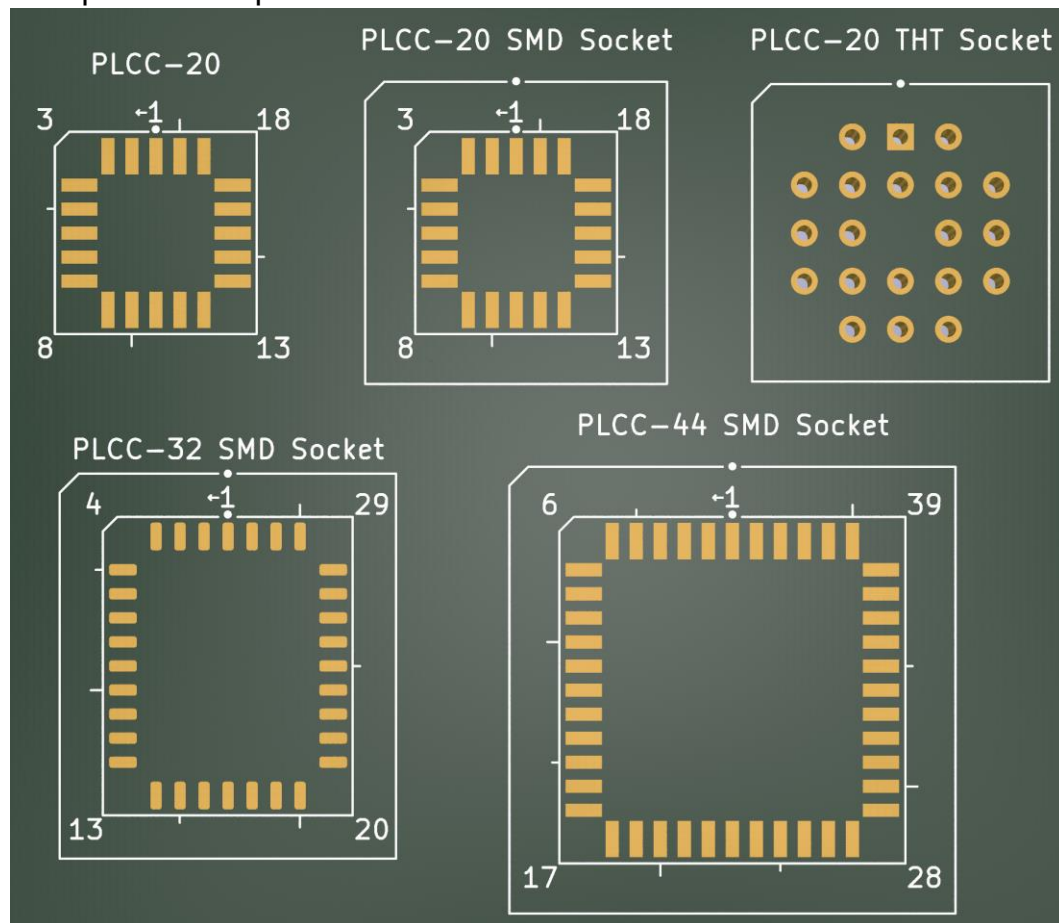 PLCC-20
PLCC-20 SMD Socket
PLCC-20 THT Socket
3 ←1 18
3 ←1 18
8 13
8 13
PLCC-32 SMD Socket
PLCC-44 SMD Socket
4 ←1 29
6 ←1 39
13 20
17 28